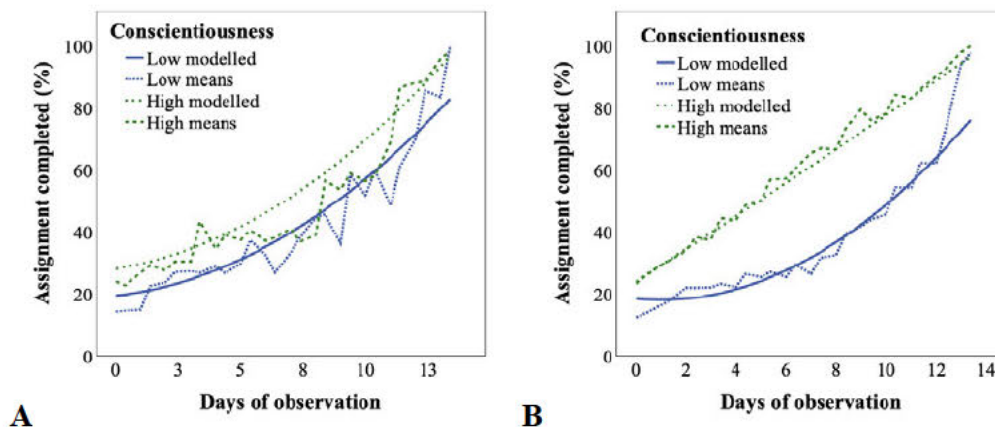 Conscientiousness
Low modelled
Low means
High modelled
High means
100
80
60
40
20
0
Assignment completed (%)
0 3 5 8 10 13
Days of observation
A
Conscientiousness
Low modelled
Low means
High modelled
High means
100
80
60
40
20
0
Assignment completed (%)
0 2 4 6 8 10 12 14
Days of observation
B